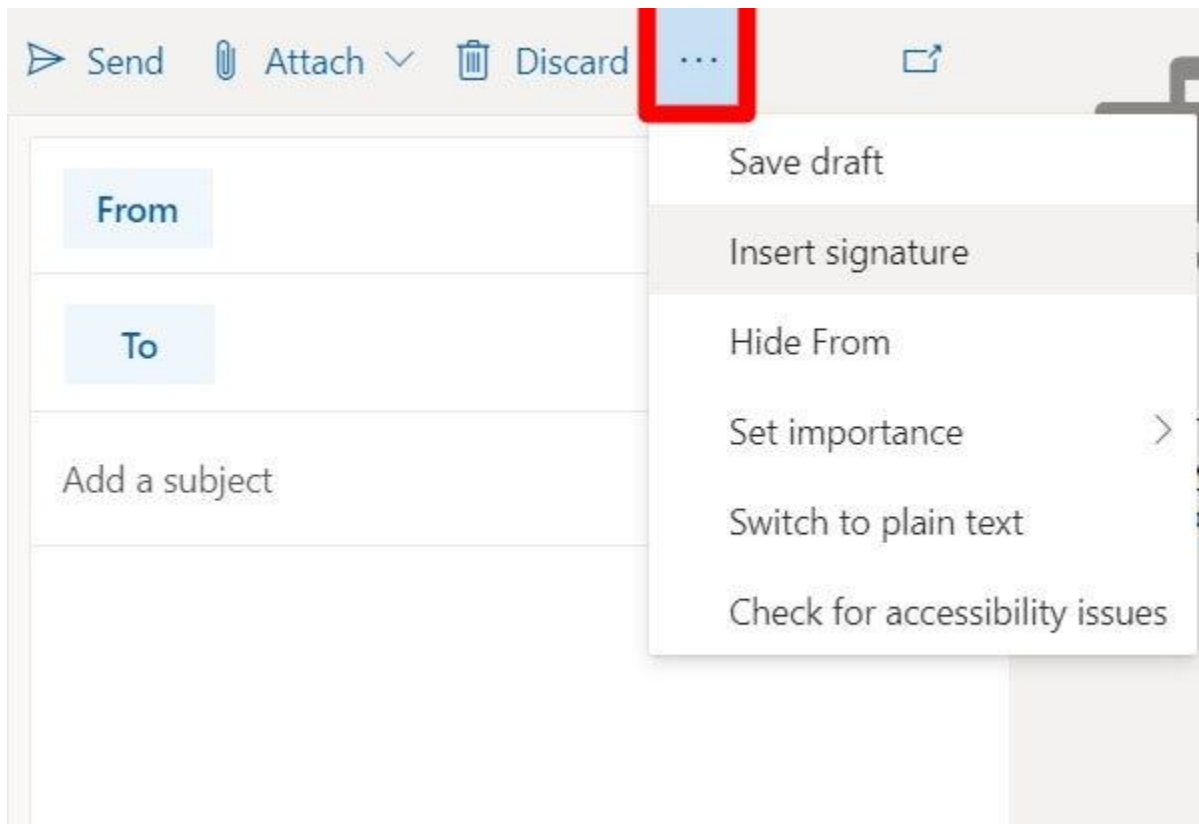 Send Attach Discard ...
Save draft
From
Insert signature
To
Hide From
Set importance
Add a subject
Switch to plain text
Check for accessibility issues